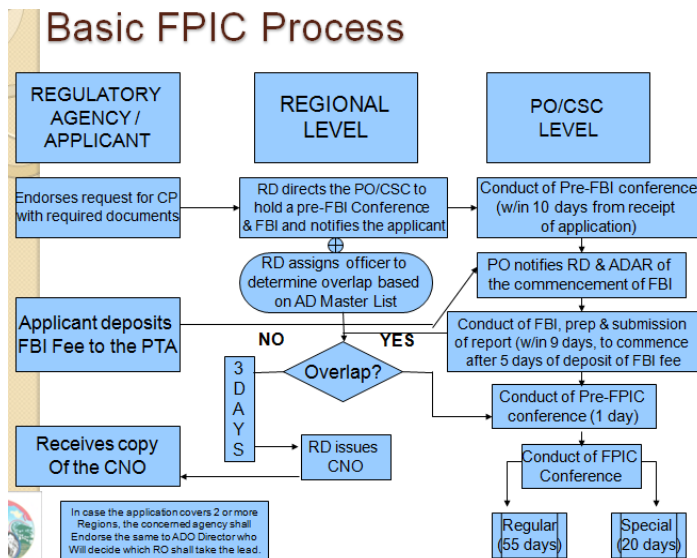 Basic FPIC Process
REGULATORY
AGENCY /
APPLICANT
REGIONAL
LEVEL
PO/CSC
LEVEL
Endorses request for CP
with required documents
RD directs the PO/CSC to
hold a pre-FBI Conference
& FBI and notifies the applicant
Conduct of Pre-FBI conference
(w/in 10 days from receipt
of application)
RD assigns officer to
determine overlap based
on AD Master List
PO notifies RD & ADAR of
the commencement of FBI
Applicant deposits
FBI Fee to the PTA
NO
YES
Conduct of FBI, prep & submission
of report (w/in 9 days, to commence
after 5 days of deposit of FBI fee
Overlap?
3
D
A
Y
S
Conduct of Pre-FPIC
conference (1 day)
Receives copy
Of the CNO
RD issues
CNO
Conduct of FPIC
Conference
In case the application covers 2 or more
Regions, the concerned agency shall
Endorse the same to ADO Director who
Will decide which RO shall take the lead.
Regular
(55 days)
Special
(20 days)